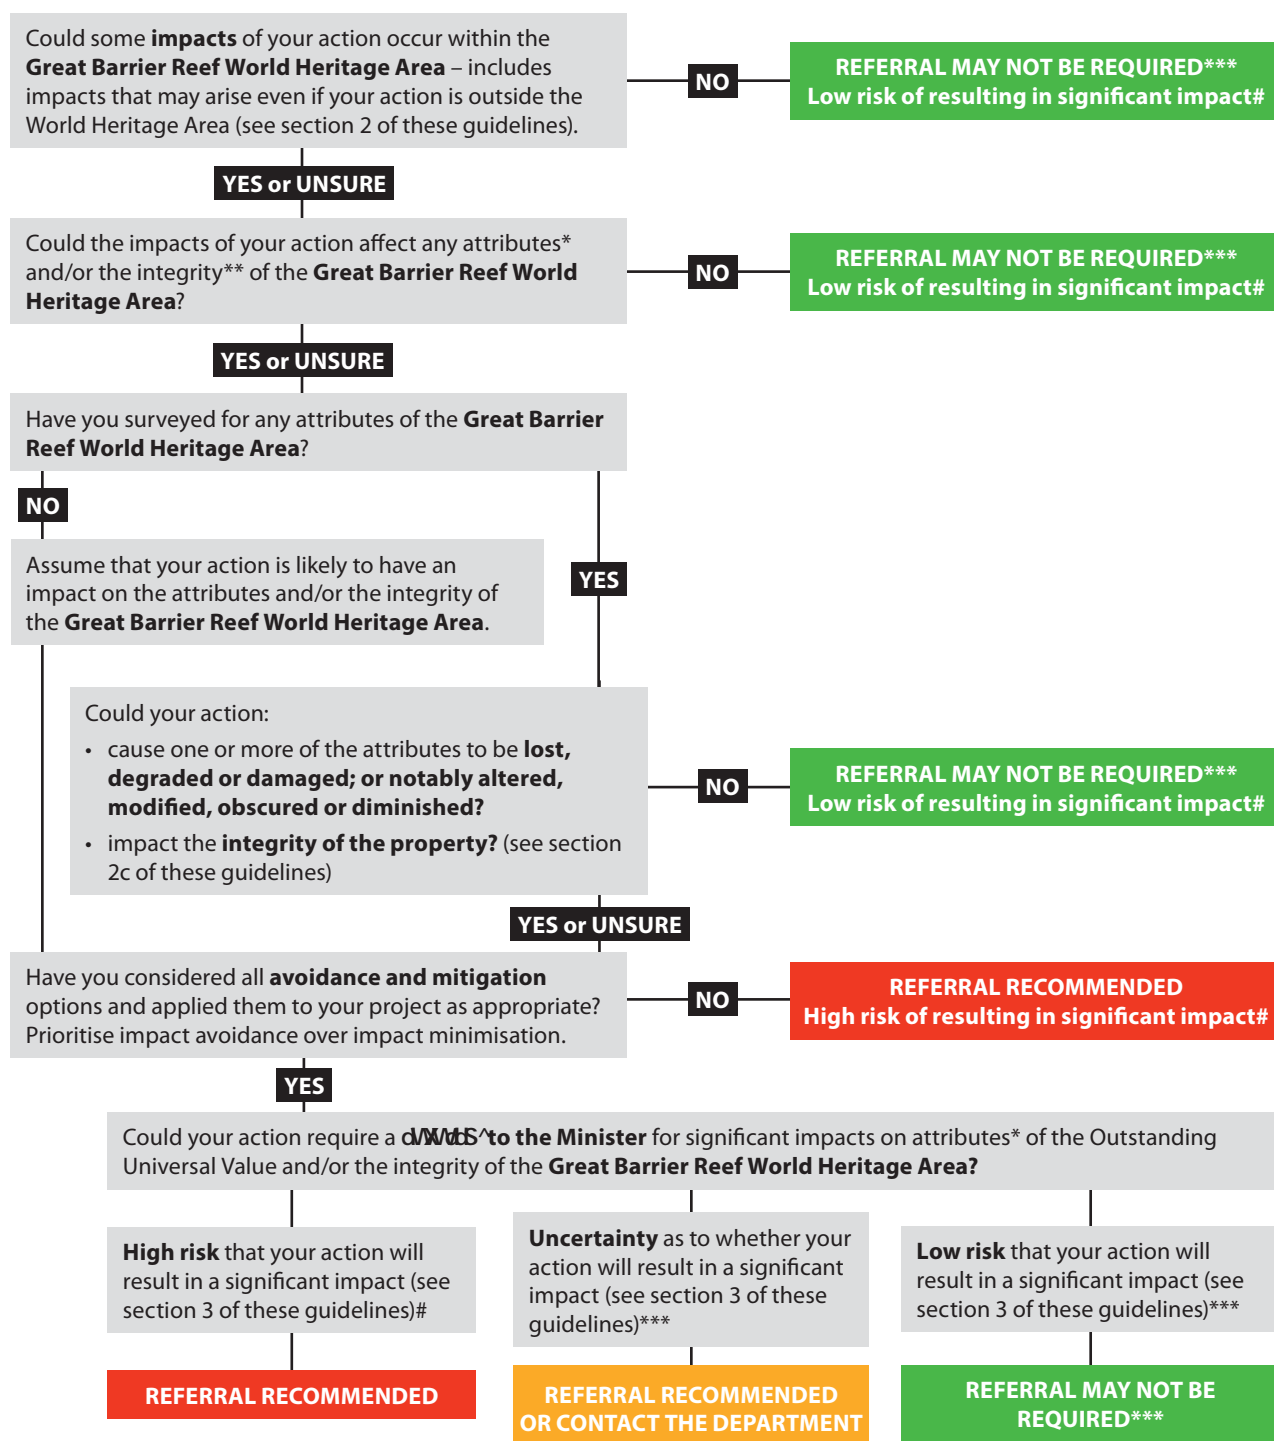 Could some impacts of your action occur within the
Great Barrier Reef World Heritage Area – includes
impacts that may arise even if your action is outside the
World Heritage Area (see section 2 of these guidelines).
NO
REFERRAL MAY NOT BE REQUIRED***
Low risk of resulting in significant impact#
YES or UNSURE
Could the impacts of your action affect any attributes*
and/or the integrity** of the Great Barrier Reef World
Heritage Area?
NO
REFERRAL MAY NOT BE REQUIRED***
Low risk of resulting in significant impact#
YES or UNSURE
Have you surveyed for any attributes of the Great Barrier
Reef World Heritage Area?
NO
Assume that your action is likely to have an
impact on the attributes and/or the integrity of
the Great Barrier Reef World Heritage Area.
YES
Could your action:
• cause one or more of the attributes to be lost,
degraded or damaged; or notably altered,
modified, obscured or diminished?
• impact the integrity of the property? (see section
2c of these guidelines)
NO
REFERRAL MAY NOT BE REQUIRED***
Low risk of resulting in significant impact#
YES or UNSURE
Have you considered all avoidance and mitigation
options and applied them to your project as appropriate?
Prioritise impact avoidance over impact minimisation.
NO
REFERRAL RECOMMENDED
High risk of resulting in significant impact#
YES
Could your action require a to the Minister for significant impacts on attributes* of the Outstanding
Universal Value and/or the integrity of the Great Barrier Reef World Heritage Area?
High risk that your action will
result in a significant impact (see
section 3 of these guidelines)#
REFERRAL RECOMMENDED
Uncertainty as to whether your
action will result in a significant
impact (see section 3 of these
guidelines)***
REFERRAL RECOMMENDED
OR CONTACT THE DEPARTMENT
Low risk that your action will
result in a significant impact (see
section 3 of these guidelines)***
REFERRAL MAY NOT BE
REQUIRED***